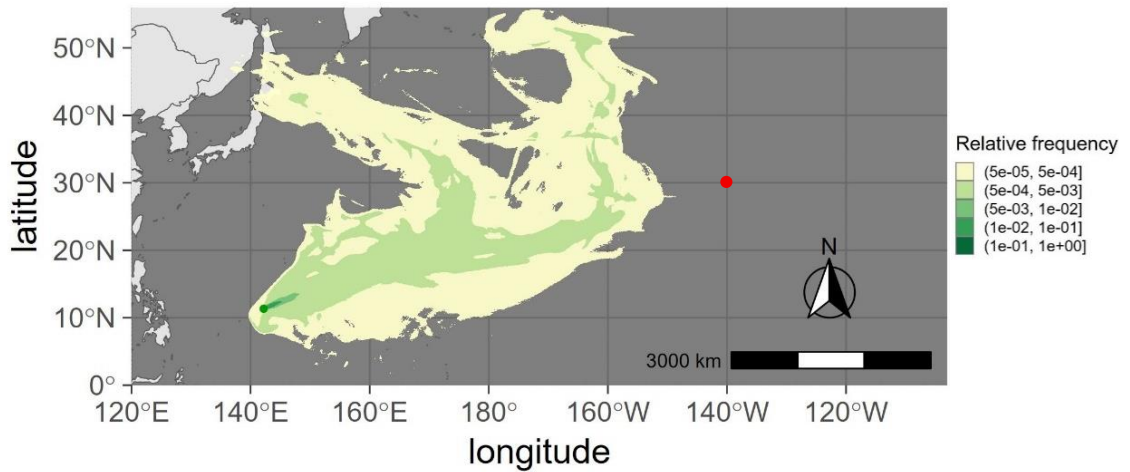 50°N
40°N
30°N
20°N
10°N
0°
latitude
120°E 140°E 160°E 180° 160°W 140°W 120°W
longitude
N
3000 km
Relative frequency
(5e-05, 5e-04]
(5e-04, 5e-03]
(5e-03, 1e-02]
(1e-02, 1e-01]
(1e-01, 1e+00]